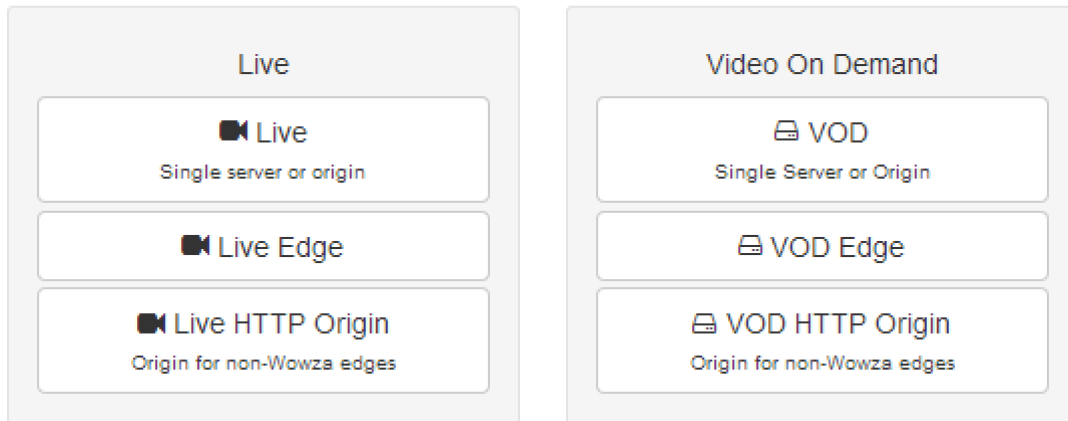 Live
Live
Single server or origin
Live Edge
Live HTTP Origin
Origin for non-Wowza edges
Video On Demand
VOD
Single Server or Origin
VOD Edge
VOD HTTP Origin
Origin for non-Wowza edges